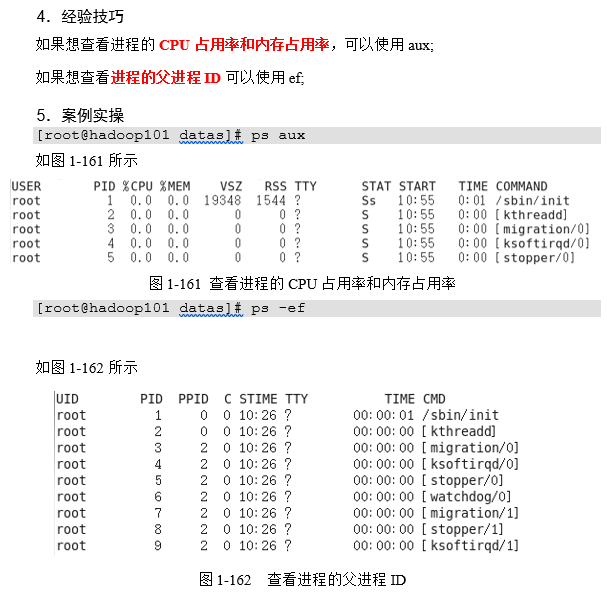 4．经验技巧
如果想查看进程的 CPU 占用率和内存占用率，可以使用 aux;
如果想查看进程的父进程 ID 可以使用 ef;
5．案例实操
[root@hadoop101 datas]# ps aux
如图 1-161 所示
USER PID %CPU %MEM VSZ RSS TTY STAT START TIME COMMAND
root 1 0.0 0.0 19348 1544 ? Ss 10:55 0:01 /sbin/init
root 2 0.0 0.0 0 0 ? S 10:55 0:00 [kthreadd]
root 3 0.0 0.0 0 0 ? S 10:55 0:00 [migration/0]
root 4 0.0 0.0 0 0 ? S 10:55 0:00 [ksoftirqd/0]
root 5 0.0 0.0 0 0 ? S 10:55 0:00 [stopper/0]
图 1-161 查看进程的 CPU 占用率和内存占用率
[root@hadoop101 datas]# ps -ef
如图 1-162 所示
UID PID PPID C STIME TTY TIME CMD
root 1 0 0 10:26 ? 00:00:01 /sbin/init
root 2 0 0 10:26 ? 00:00:00 [kthreadd]
root 3 2 0 10:26 ? 00:00:00 [migration/0]
root 4 2 0 10:26 ? 00:00:00 [ksoftirqd/0]
root 5 2 0 10:26 ? 00:00:00 [stopper/0]
root 6 2 0 10:26 ? 00:00:00 [watchdog/0]
root 7 2 0 10:26 ? 00:00:00 [migration/1]
root 8 2 0 10:26 ? 00:00:00 [stopper/1]
root 9 2 0 10:26 ? 00:00:00 [ksoftirqd/1]
图 1-162 查看进程的父进程 ID